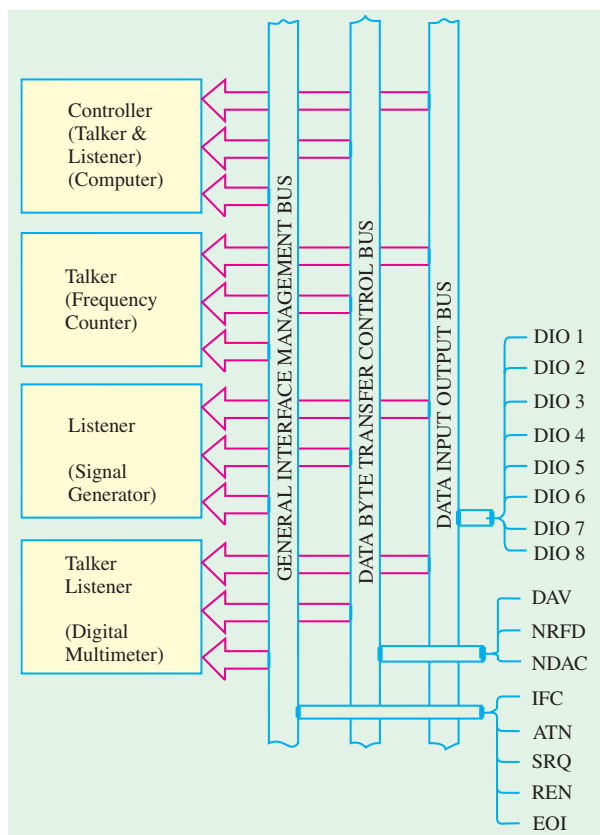 Controller
(Talker &
Listener)
(Computer)
Talker
(Frequency
Counter)
Listener
(Signal
Generator)
Talker
Listener
(Digital
Multimeter)
GENERAL INTERFACE MANAGEMENT BUS
DATA BYTE TRANSFER CONTROL BUS
DATA INPUT OUTPUT BUS
DIO 1
DIO 2
DIO 3
DIO 4
DIO 5
DIO 6
DIO 7
DIO 8
DAV
NRFD
NDAC
IFC
ATN
SRQ
REN
EOI